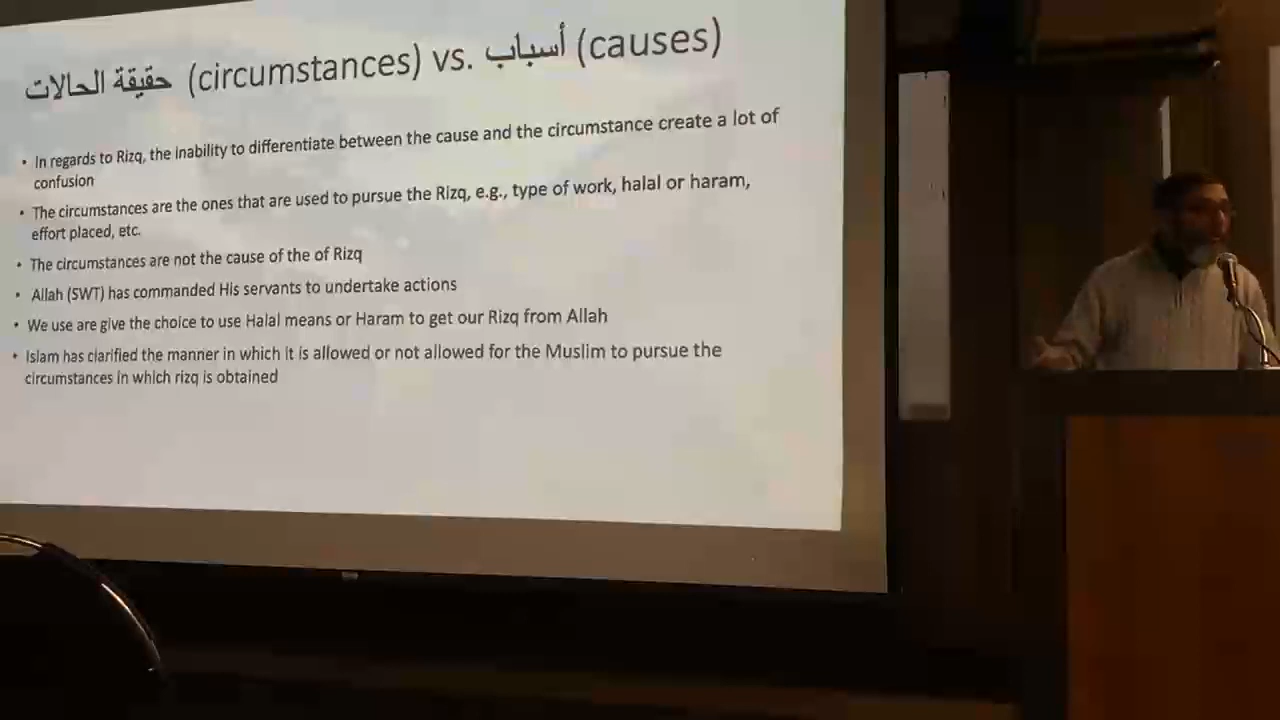 حقيقة الحالات (circumstances) vs. أسباب (causes)
• In regards to Rizq, the inability to differentiate between the cause and the circumstance create a lot of
confusion
• The circumstances are the ones that are used to pursue the Rizq, e.g., type of work, halal or haram,
effort placed, etc.
• The circumstances are not the cause of the of Rizq
• Allah (SWT) has commanded His servants to undertake actions
• We use are give the choice to use Halal means or Haram to get our Rizq from Allah
• Islam has clarified the manner in which it is allowed or not allowed for the Muslim to pursue the
circumstances in which rizq is obtained